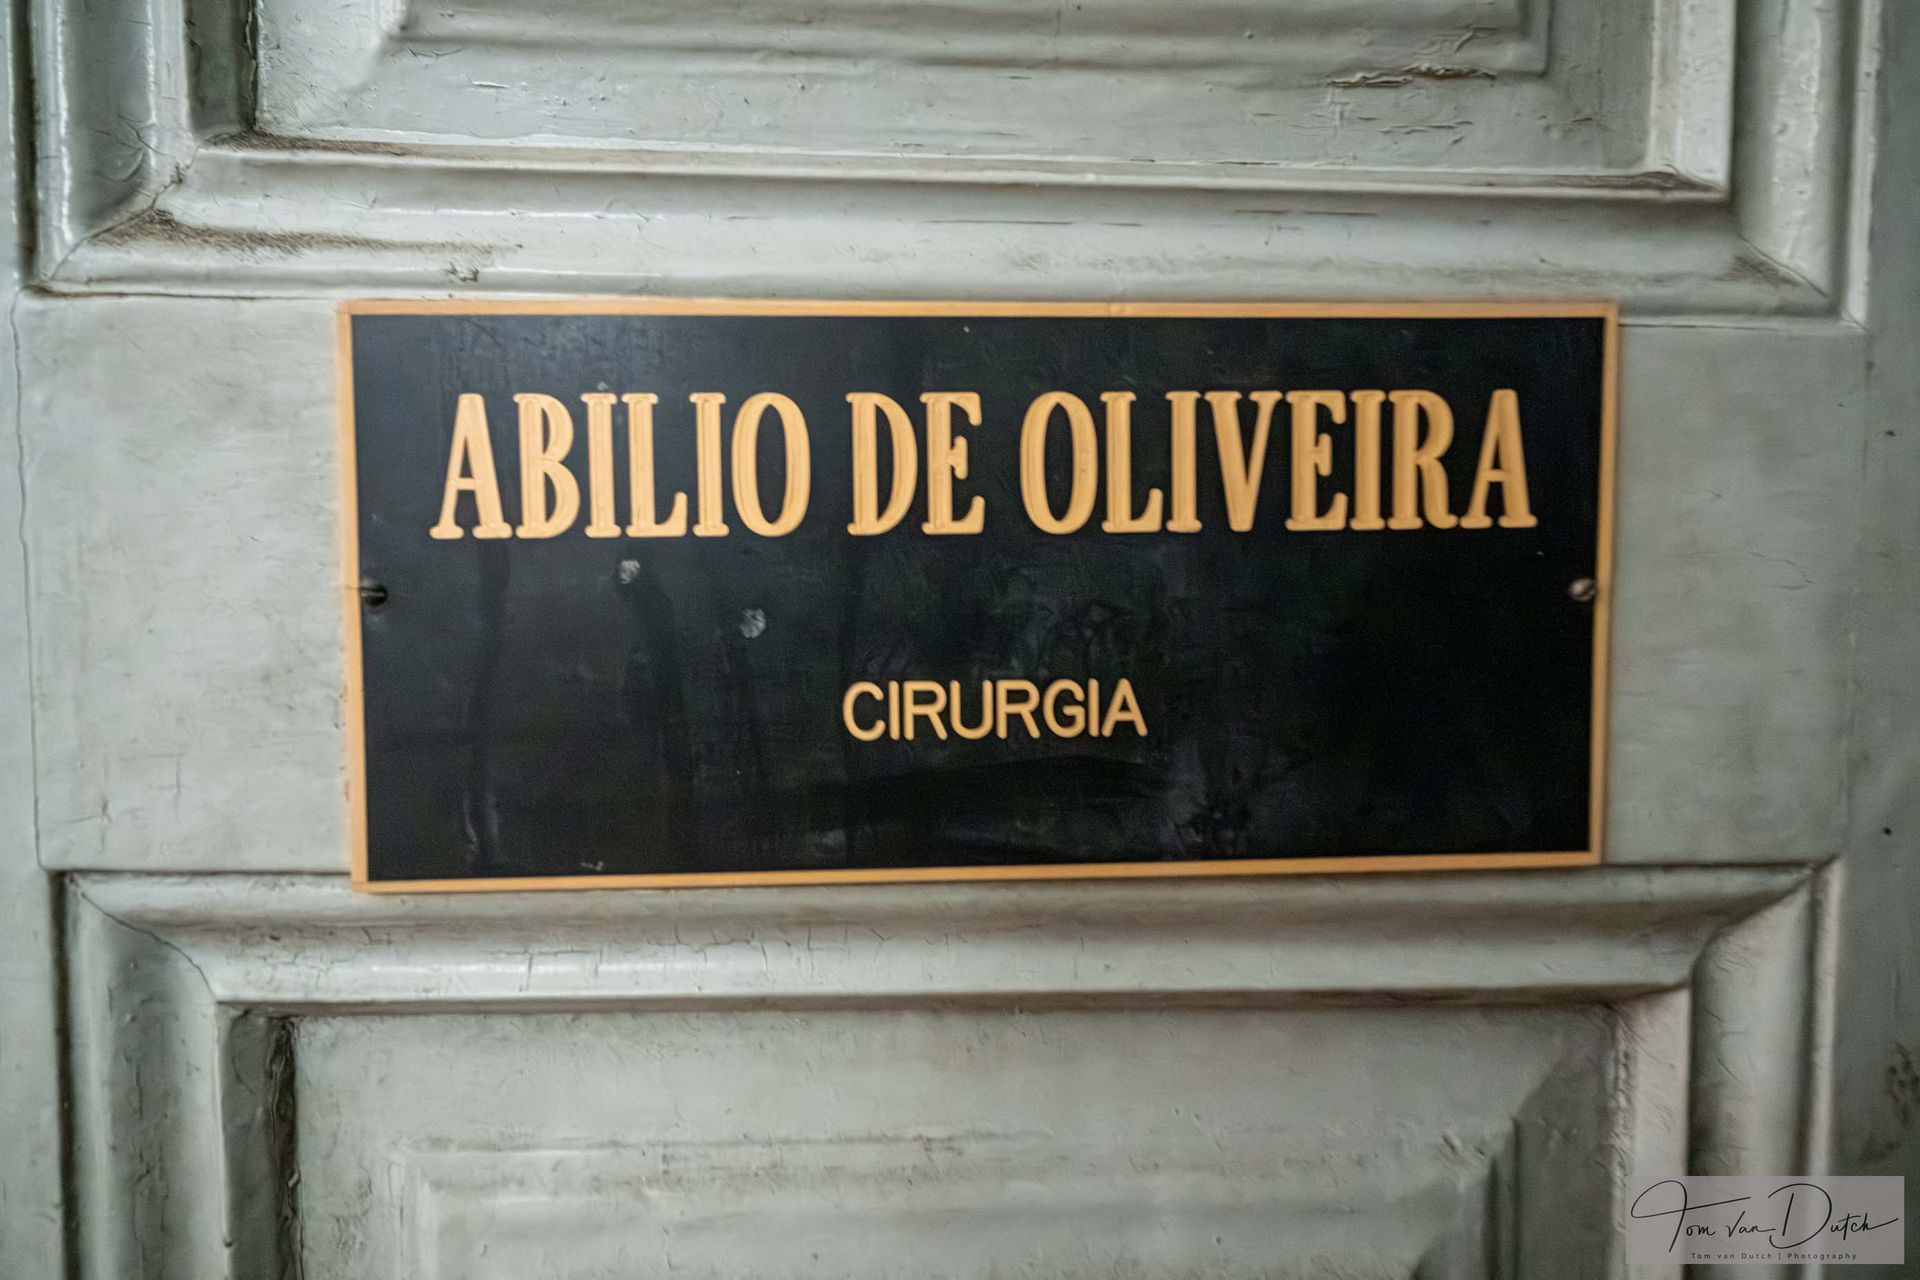 ABILIO DE OLIVEIRA
CIRURGIA
Tom van Dutch
Tom van Dutch | Photography